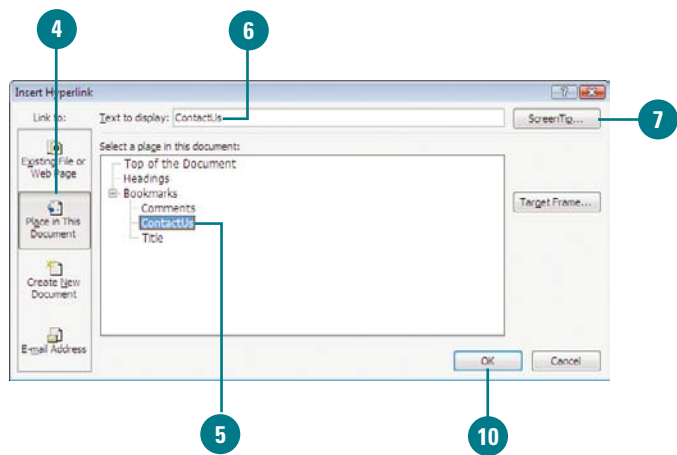 4
6
Insert Hyperlink
Link to:
Text to display: ContactUs
ScreenTip...
7
Existing File or
Web Page
Select a place in this document:
Top of the Document
Headings
Bookmarks
Comments
ContactUs
Title
Target Frame...
Place in This
Document
Create New
Document
E-mail Address
OK
Cancel
5
10